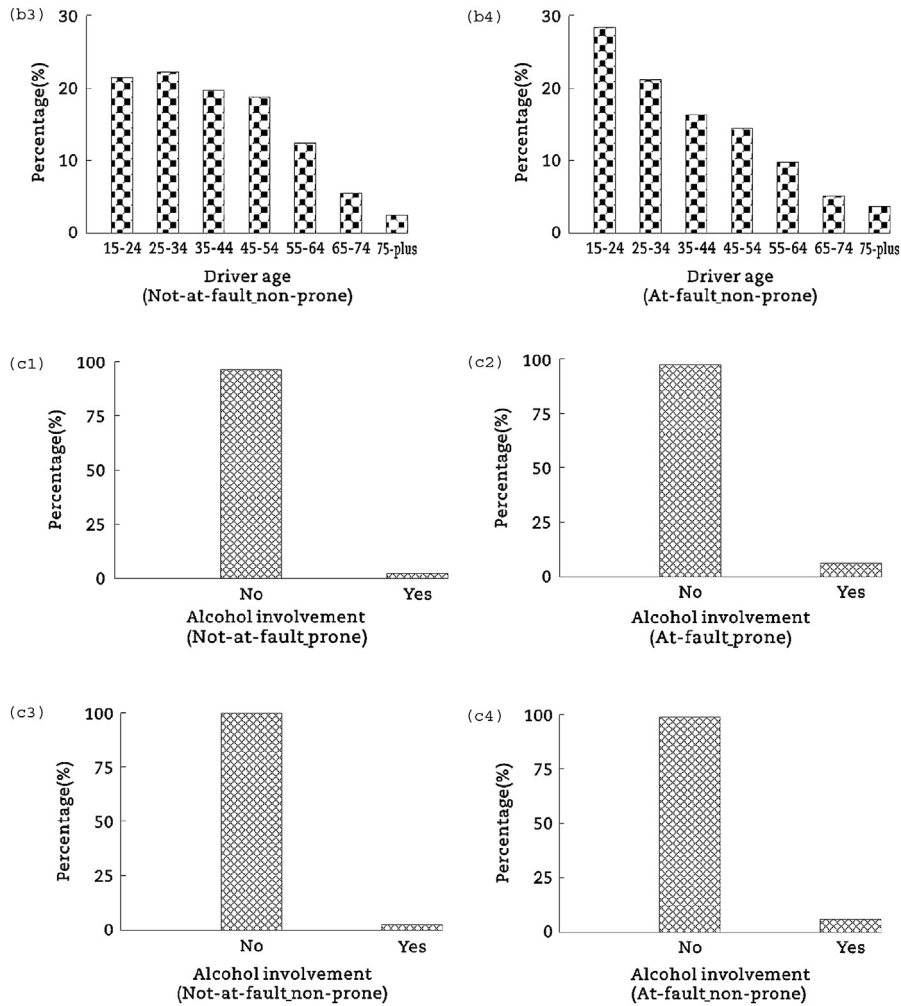 (b3)
30
20
10
0
Percentage(%)
15-24 25-34 35-44 45-54 55-64 65-74 75-plus
Driver age
(Not-at-fault_non-prone)
(b4)
30
20
10
0
Percentage(%)
15-24 25-34 35-44 45-54 55-64 65-74 75-plus
Driver age
(At-fault_non-prone)
(c1)
100
75
50
25
0
Percentage(%)
No Yes
Alcohol involvement
(Not-at-fault_prone)
(c2)
100
75
50
25
0
Percentage(%)
No Yes
Alcohol involvement
(At-fault_prone)
(c3)
100
75
50
25
0
Percentage(%)
No Yes
Alcohol involvement
(Not-at-fault_non-prone)
(c4)
100
75
50
25
0
Percentage(%)
No Yes
Alcohol involvement
(At-fault_non-prone)